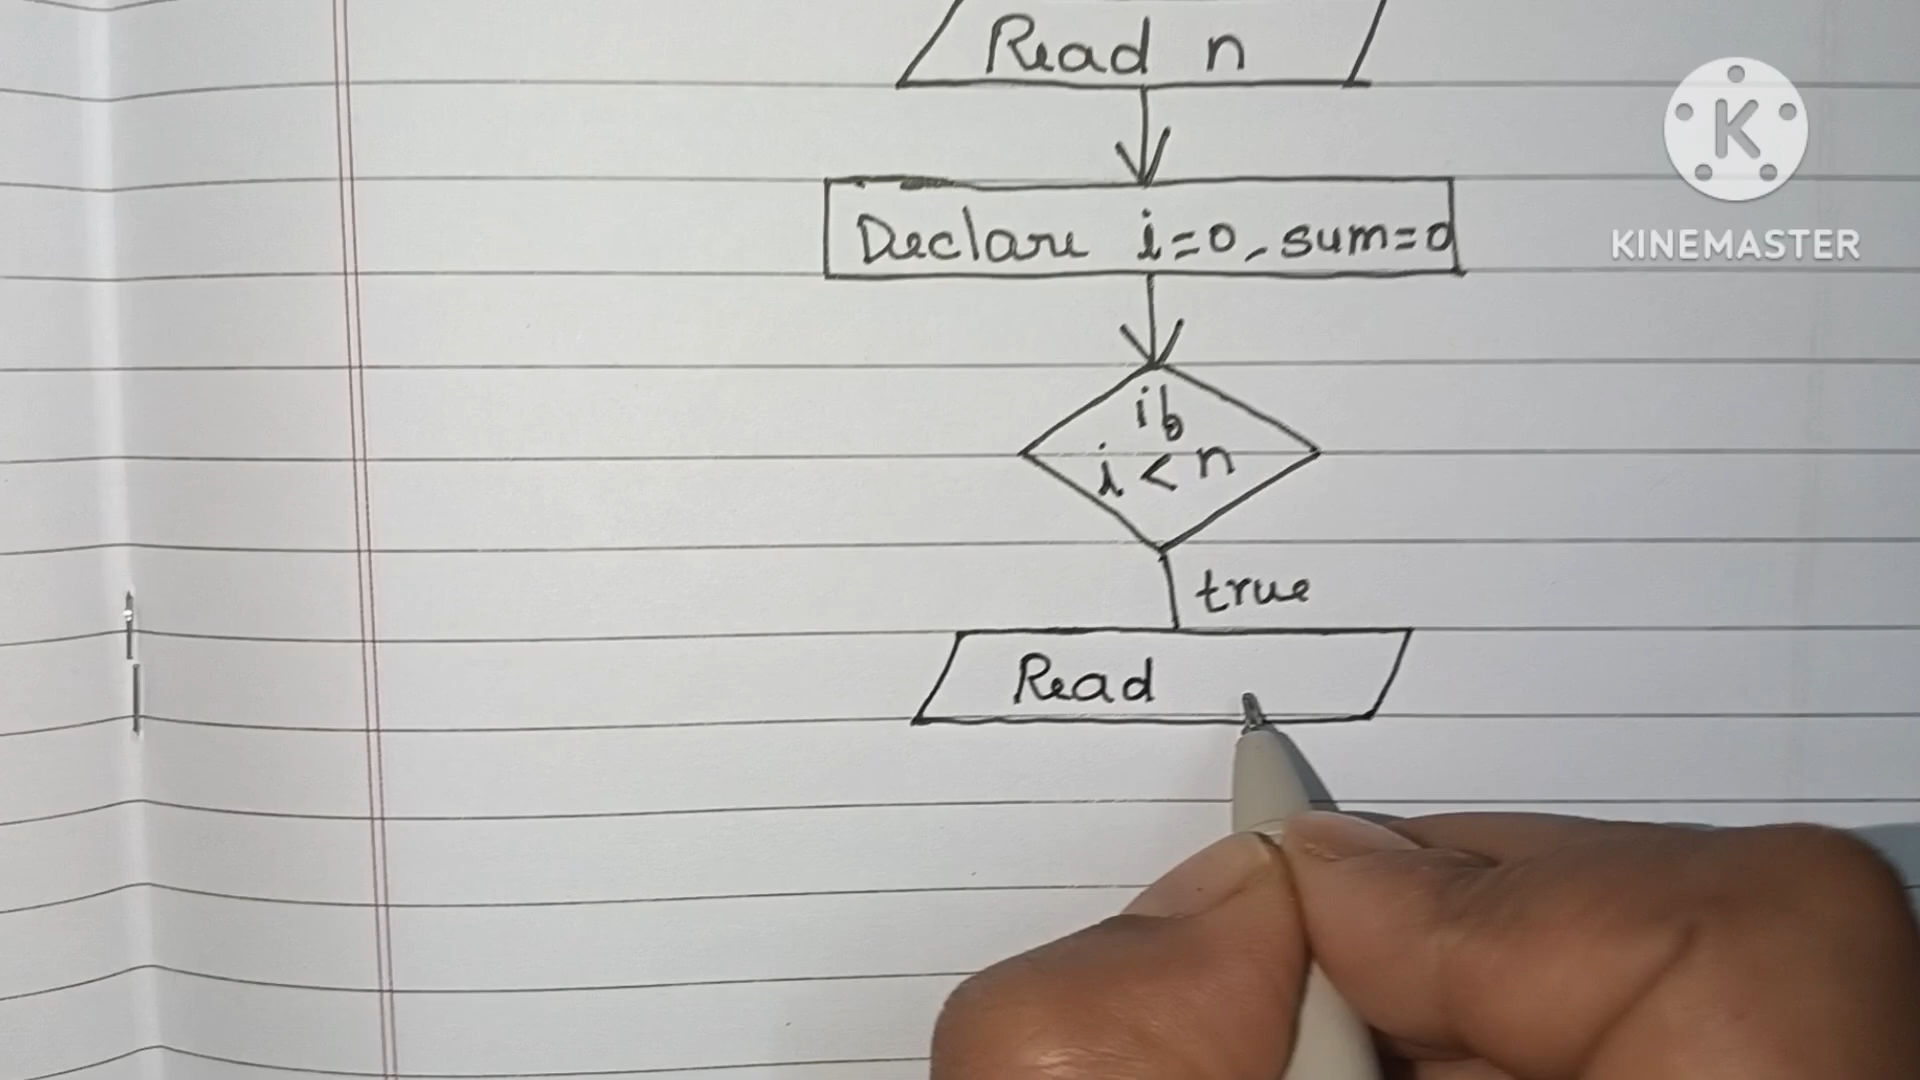 Read n
K
KINEMASTER
Declare i=0, sum=0
if
i < n
true
Read